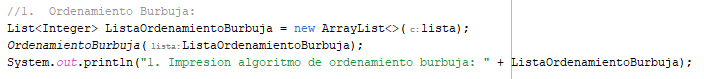 //1. Ordenamiento Burbuja:
List<Integer> ListaOrdenamientoBurbuja = new ArrayList<>( c: lista);
OrdenamientoBurbuja( lista: ListaOrdenamientoBurbuja);
System.out.println("1. Impresion algoritmo de ordenamiento burbuja: " + ListaOrdenamientoBurbuja);